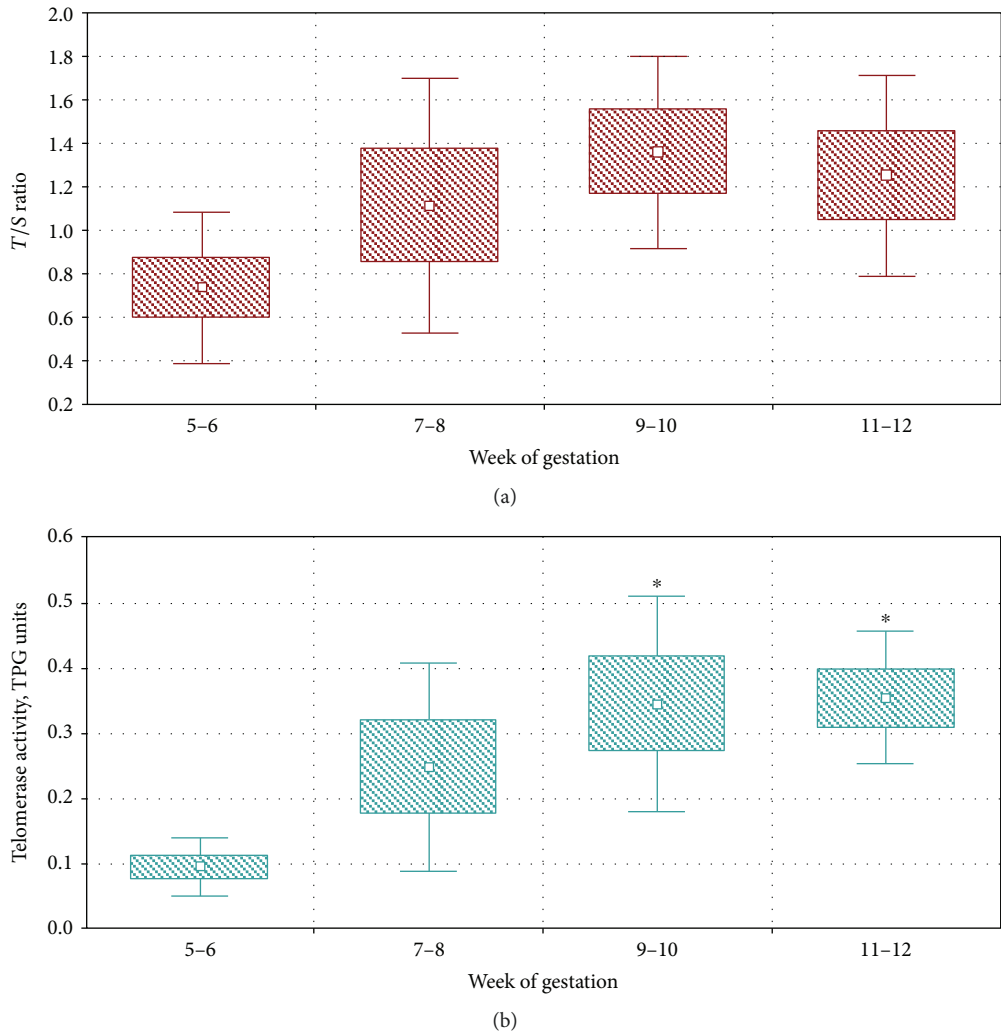 2.0
1.8
1.6
1.4
1.2
1.0
0.8
0.6
0.4
0.2
T/S ratio
5–6 7–8 9–10 11–12
Week of gestation
(a)
0.6
0.5
0.4
0.3
0.2
0.1
0.0
Telomerase activity, TPG units
* *
5–6 7–8 9–10 11–12
Week of gestation
(b)